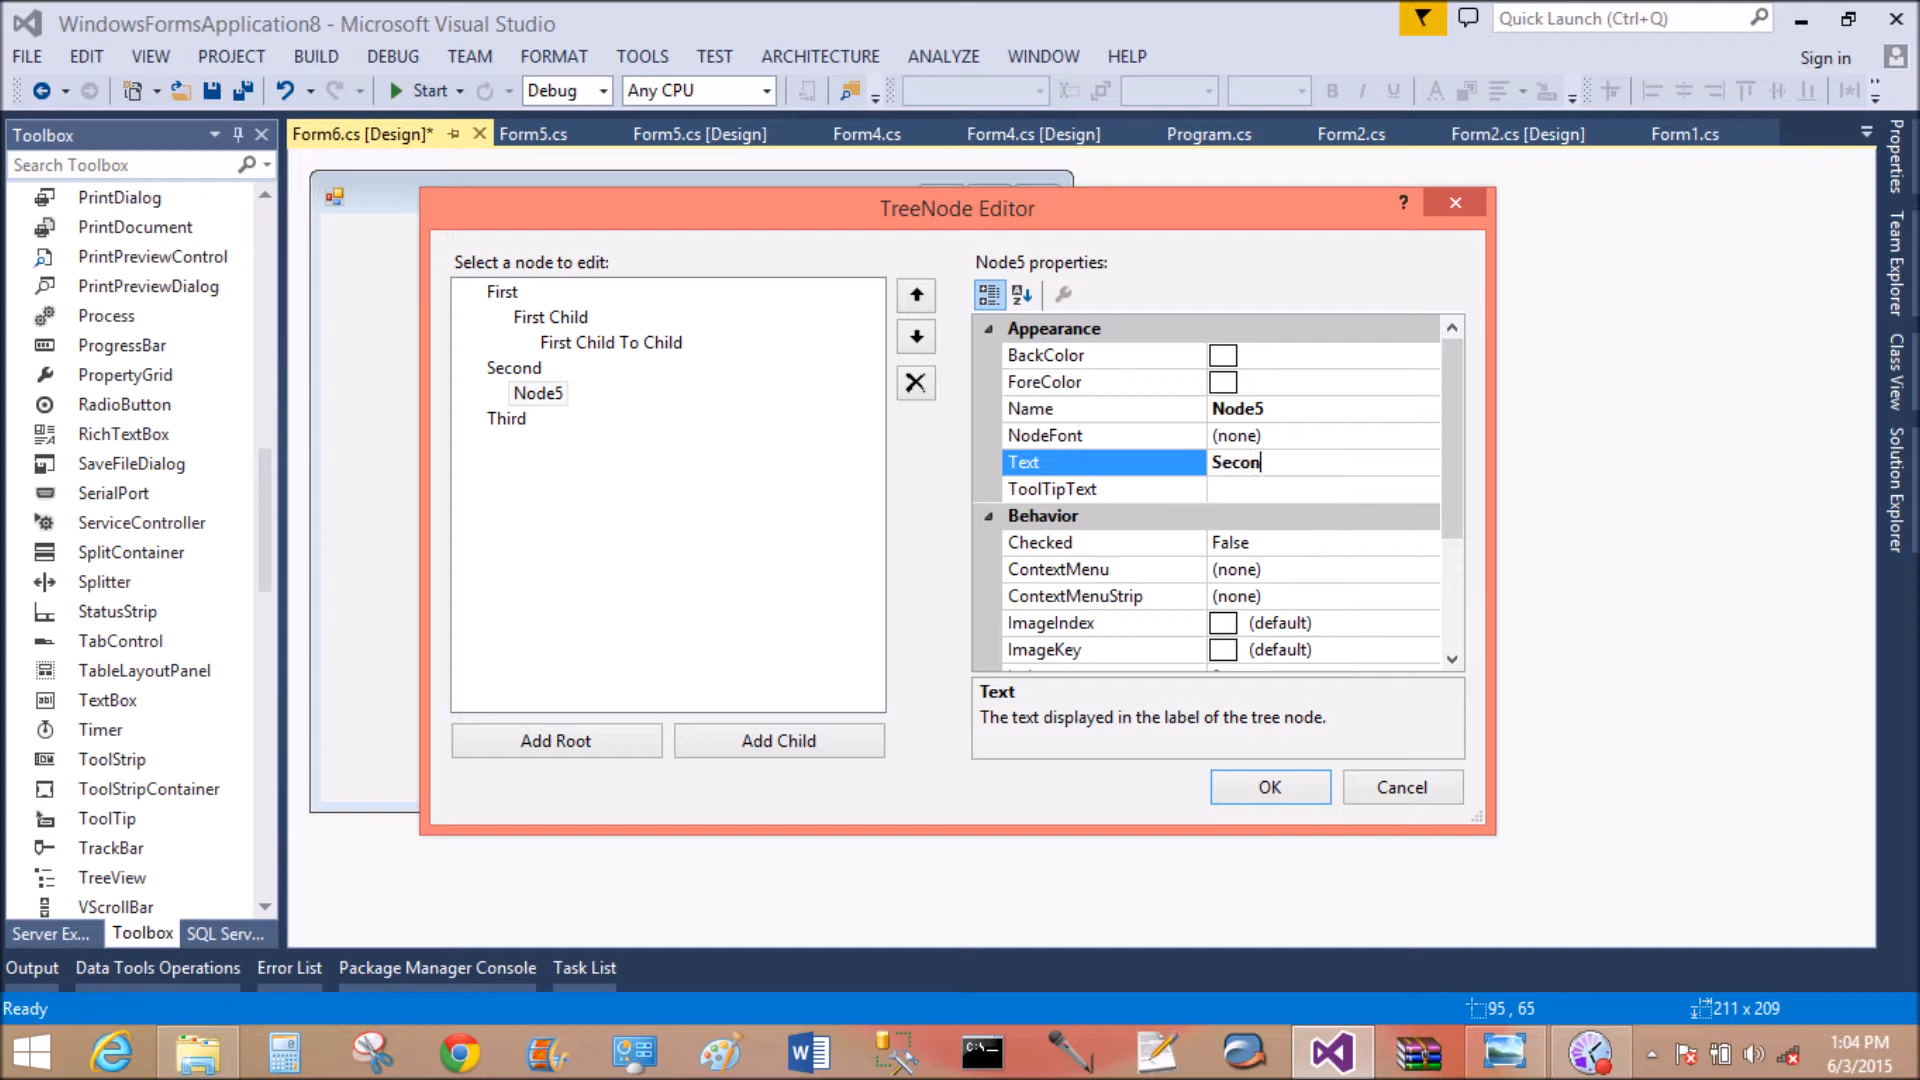 WindowsFormsApplication8 - Microsoft Visual Studio
Quick Launch (Ctrl+Q)
FILE EDIT VIEW PROJECT BUILD DEBUG TEAM FORMAT TOOLS TEST ARCHITECTURE ANALYZE WINDOW HELP
Sign in
Start Debug Any CPU
Toolbox
Form6.cs [Design]* Form5.cs Form5.cs [Design] Form4.cs Form4.cs [Design] Program.cs Form2.cs Form2.cs [Design] Form1.cs
Search Toolbox
PrintDialog
PrintDocument
PrintPreviewControl
PrintPreviewDialog
Process
ProgressBar
PropertyGrid
RadioButton
RichTextBox
SaveFileDialog
SerialPort
ServiceController
SplitContainer
Splitter
StatusStrip
TabControl
TableLayoutPanel
TextBox
Timer
ToolStrip
ToolStripContainer
ToolTip
TrackBar
TreeView
VScrollBar
Server Ex... Toolbox SQL Serv...
TreeNode Editor
?
Select a node to edit:
First
First Child
First Child To Child
Second
Node5
Third
Add Root Add Child
Node5 properties:
Appearance
BackColor
ForeColor
Name Node5
NodeFont (none)
Text Secon
ToolTipText
Behavior
Checked False
ContextMenu (none)
ContextMenuStrip (none)
ImageIndex (default)
ImageKey (default)
Text
The text displayed in the label of the tree node.
OK Cancel
Properties
Team Explorer
Class View
Solution Explorer
Output Data Tools Operations Error List Package Manager Console Task List
Ready
95 , 65
211 x 209
1:04 PM
6/3/2015